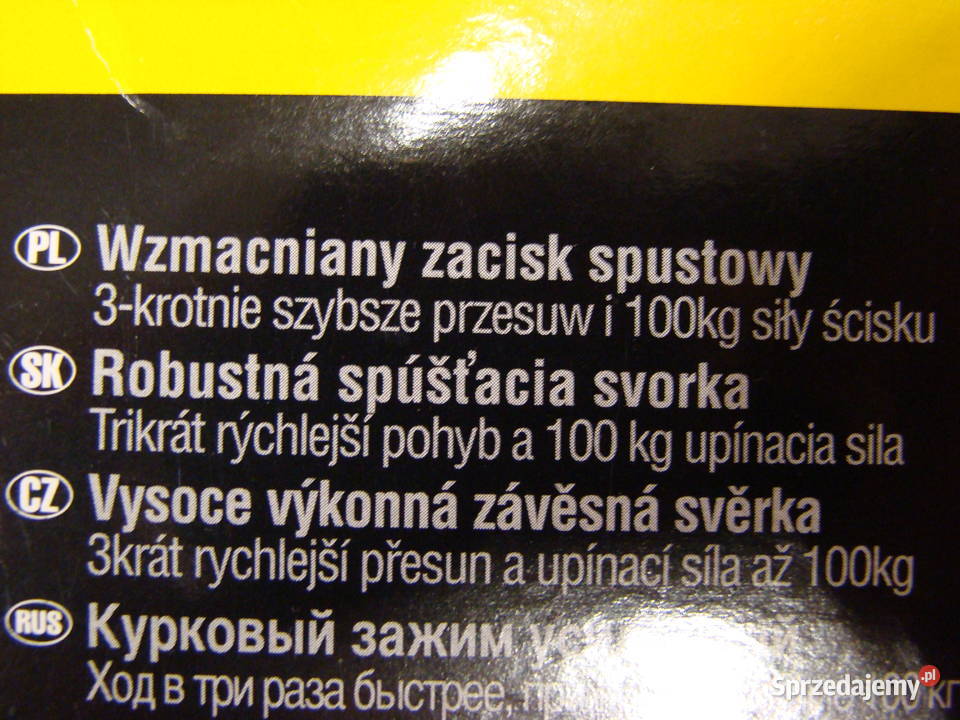 PL Wzmacniany zacisk spustowy
3-krotnie szybsze przesuw i 100kg siły ścisku
SK Robustná spúšťacia svorka
Trikrát rýchlejší pohyb a 100 kg upínacia sila
CZ Vysoce výkonná závěsná svěrka
3krát rychlejší přesun a upínací síla až 100kg
RUS Курковый зажим
Ход в три раза быстрее, 100 кг
Sprzedajemy.pl